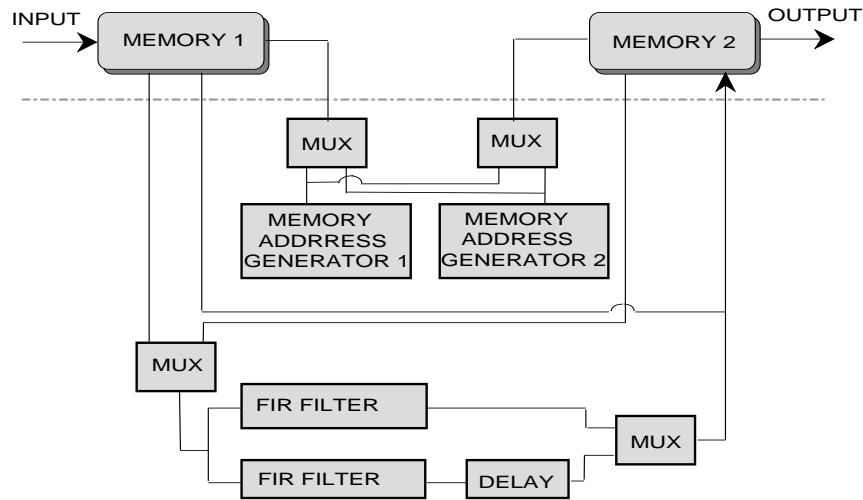 INPUT
MEMORY 1
MEMORY 2
OUTPUT
MUX
MUX
MEMORY
ADDRRESS
GENERATOR 1
MEMORY
ADDRESS
GENERATOR 2
MUX
FIR FILTER
MUX
FIR FILTER
DELAY